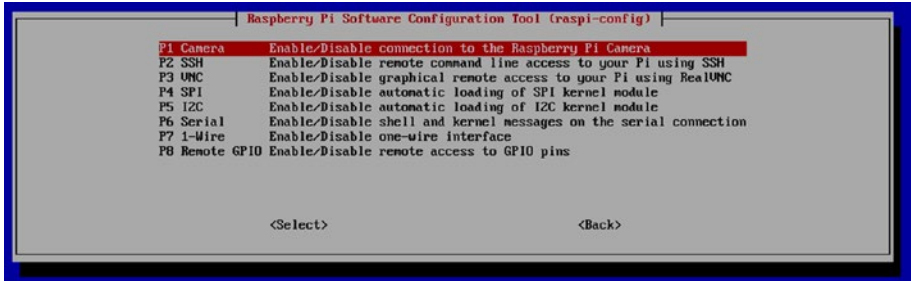 Raspberry Pi Software Configuration Tool (raspi-config)
P1 Camera Enable/Disable connection to the Raspberry Pi Camera
P2 SSH Enable/Disable remote command line access to your Pi using SSH
P3 VNC Enable/Disable graphical remote access to your Pi using RealVNC
P4 SPI Enable/Disable automatic loading of SPI kernel module
P5 I2C Enable/Disable automatic loading of I2C kernel module
P6 Serial Enable/Disable shell and kernel messages on the serial connection
P7 1-Wire Enable/Disable one-wire interface
P8 Remote GPIO Enable/Disable remote access to GPIO pins
<Select> <Back>